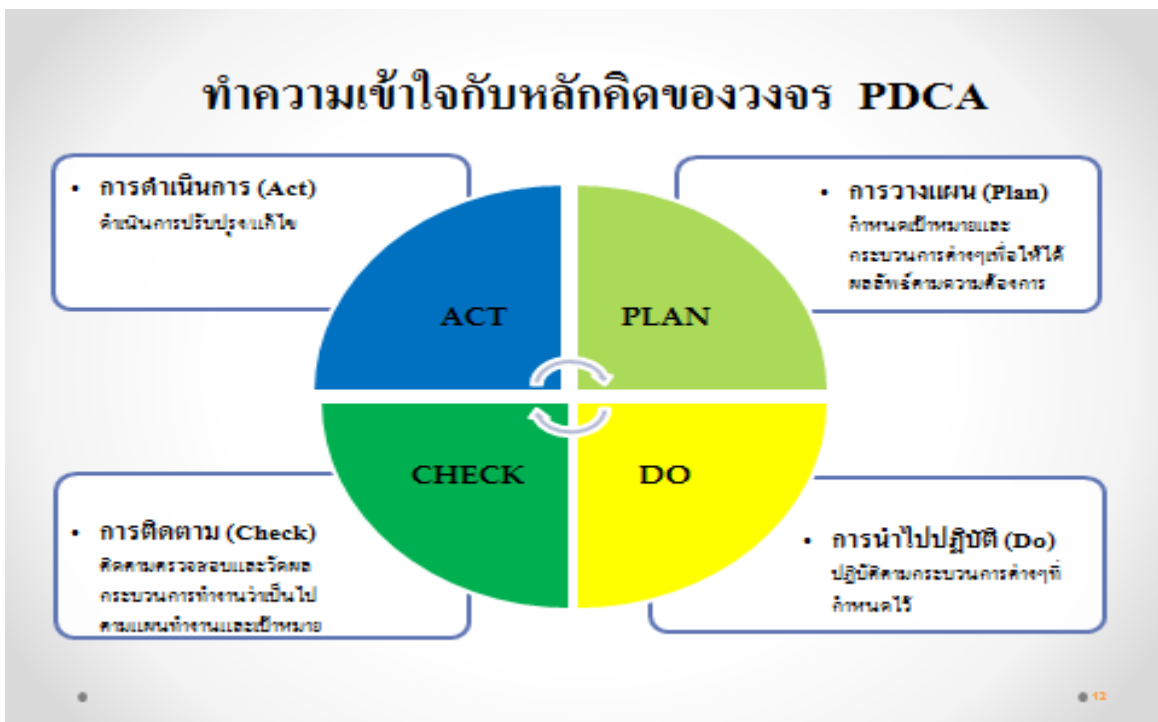 ทำความเข้าใจกับหลักคิดของวงจร PDCA
• การดำเนินการ (Act)
ดำเนินการปรับปรุง/แก้ไข
• การวางแผน (Plan)
กำหนดเป้าหมายและ
กระบวนการต่างๆเพื่อให้ได้
ผลลัพธ์ตามความต้องการ
ACT
PLAN
CHECK
DO
• การติดตาม (Check)
ติดตามตรวจสอบและวัดผล
กระบวนการทำงานว่าเป็นไป
ตามแผนทำงานและเป้าหมาย
• การนำไปปฏิบัติ (Do)
ปฏิบัติตามกระบวนการต่างๆที่
กำหนดไว้
12